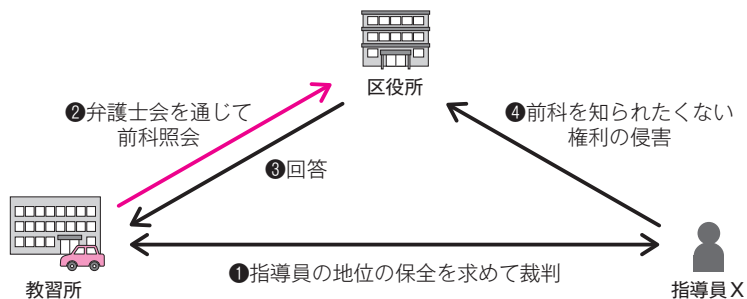 区役所
❷弁護士会を通じて
前科照会
❹前科を知られたくない
権利の侵害
❸回答
❶指導員の地位の保全を求めて裁判
教習所
指導員X